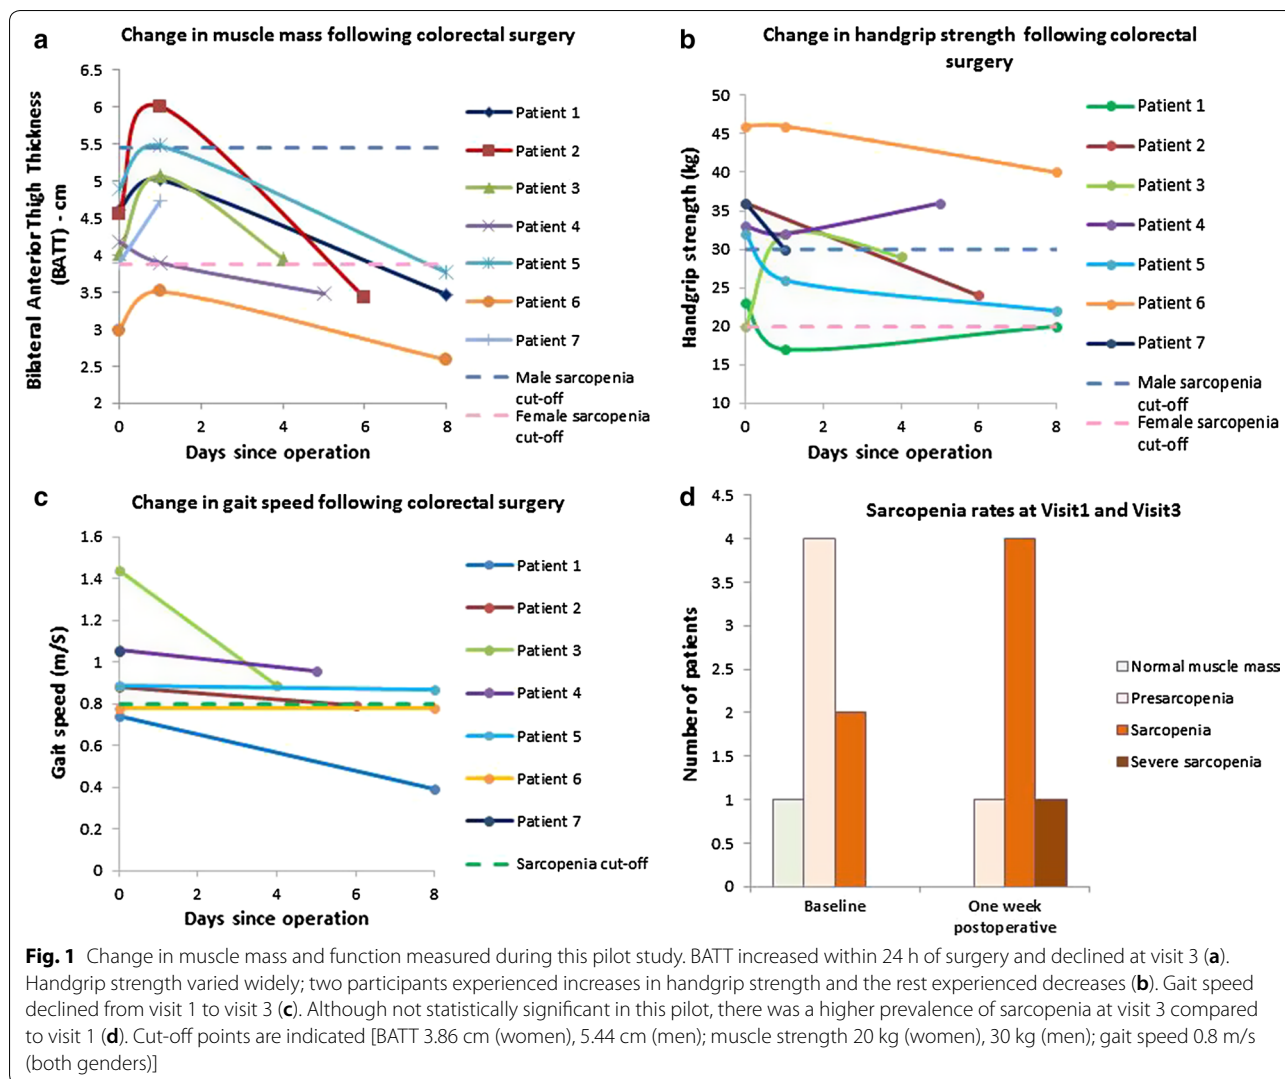 a
Change in muscle mass following colorectal surgery
Bilateral Anterior Thigh Thickness
(BATT) - cm
6.5
6
5.5
5
4.5
4
3.5
3
2.5
2
0
2
4
6
8
Days since operation
Patient 1
Patient 2
Patient 3
Patient 4
Patient 5
Patient 6
Patient 7
Male sarcopenia
cut-off
Female sarcopenia
cut-off
b
Change in handgrip strength following colorectal
surgery
Handgrip strength (kg)
50
45
40
35
30
25
20
15
10
0
2
4
6
8
Days since operation
Patient 1
Patient 2
Patient 3
Patient 4
Patient 5
Patient 6
Patient 7
Male sarcopenia
cut-off
Female sarcopenia
cut-off
c
Change in gait speed following colorectal surgery
Gait speed (m/S)
1.6
1.4
1.2
1
0.8
0.6
0.4
0.2
0
0
2
4
6
8
Days since operation
Patient 1
Patient 2
Patient 3
Patient 4
Patient 5
Patient 6
Patient 7
Sarcopenia cut-off
d
Sarcopenia rates at Visit1 and Visit3
Number of patients
4.5
4
3.5
3
2.5
2
1.5
1
0.5
0
Baseline
One week
postoperative
Normal muscle mass
Presarcopenia
Sarcopenia
Severe sarcopenia
Fig. 1 Change in muscle mass and function measured during this pilot study. BATT increased within 24 h of surgery and declined at visit 3 (a).
Handgrip strength varied widely; two participants experienced increases in handgrip strength and the rest experienced decreases (b). Gait speed
declined from visit 1 to visit 3 (c). Although not statistically significant in this pilot, there was a higher prevalence of sarcopenia at visit 3 compared
to visit 1 (d). Cut-off points are indicated [BATT 3.86 cm (women), 5.44 cm (men); muscle strength 20 kg (women), 30 kg (men); gait speed 0.8 m/s
(both genders)]